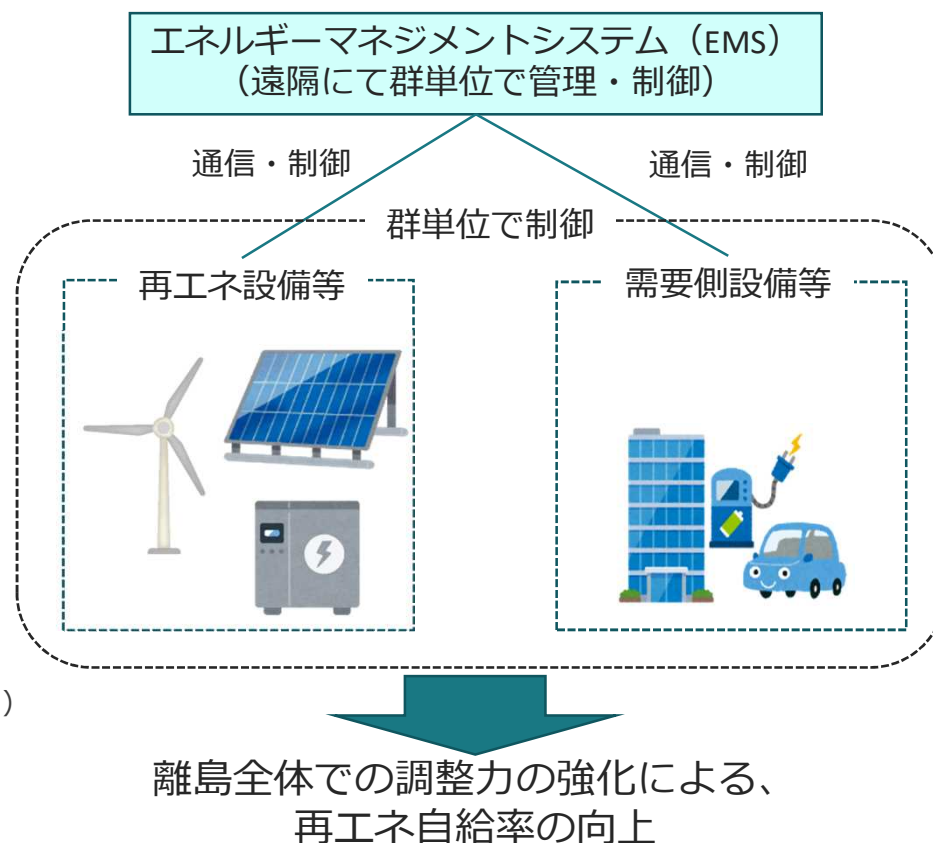 エネルギーマネジメントシステム（EMS）
（遠隔にて群単位で管理・制御）
通信・制御
通信・制御
群単位で制御
再エネ設備等
需要側設備等
）
離島全体での調整力の強化による、
再エネ自給率の向上